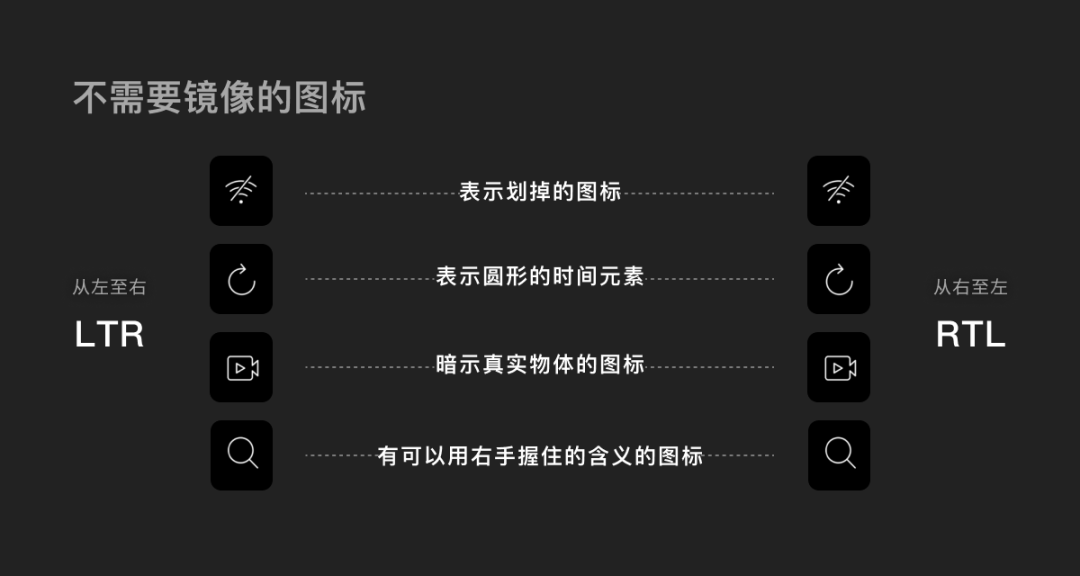 不需要镜像的图标
表示划掉的图标
表示圆形的时间元素
从左至右
LTR
从右至左
RTL
暗示真实物体的图标
有可以用右手握住的含义的图标